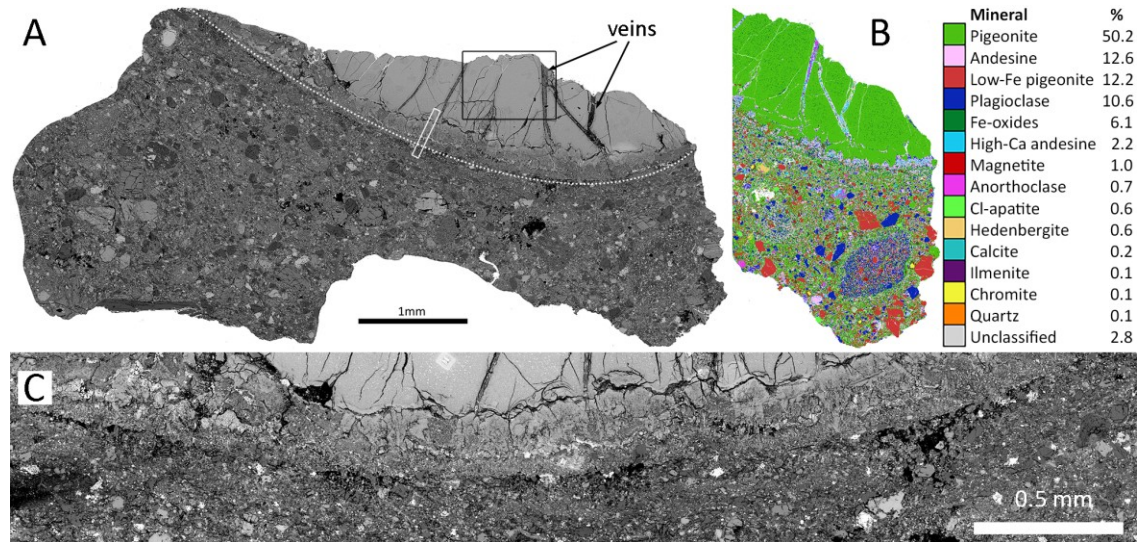 A
veins
1mm
B
Mineral %
Pigeonite 50.2
Andesine 12.6
Low-Fe pigeonite 12.2
Plagioclase 10.6
Fe-oxides 6.1
High-Ca andesine 2.2
Magnetite 1.0
Anorthoclase 0.7
Cl-apatite 0.6
Hedenbergite 0.6
Calcite 0.2
Ilmenite 0.1
Chromite 0.1
Quartz 0.1
Unclassified 2.8
C
0.5 mm